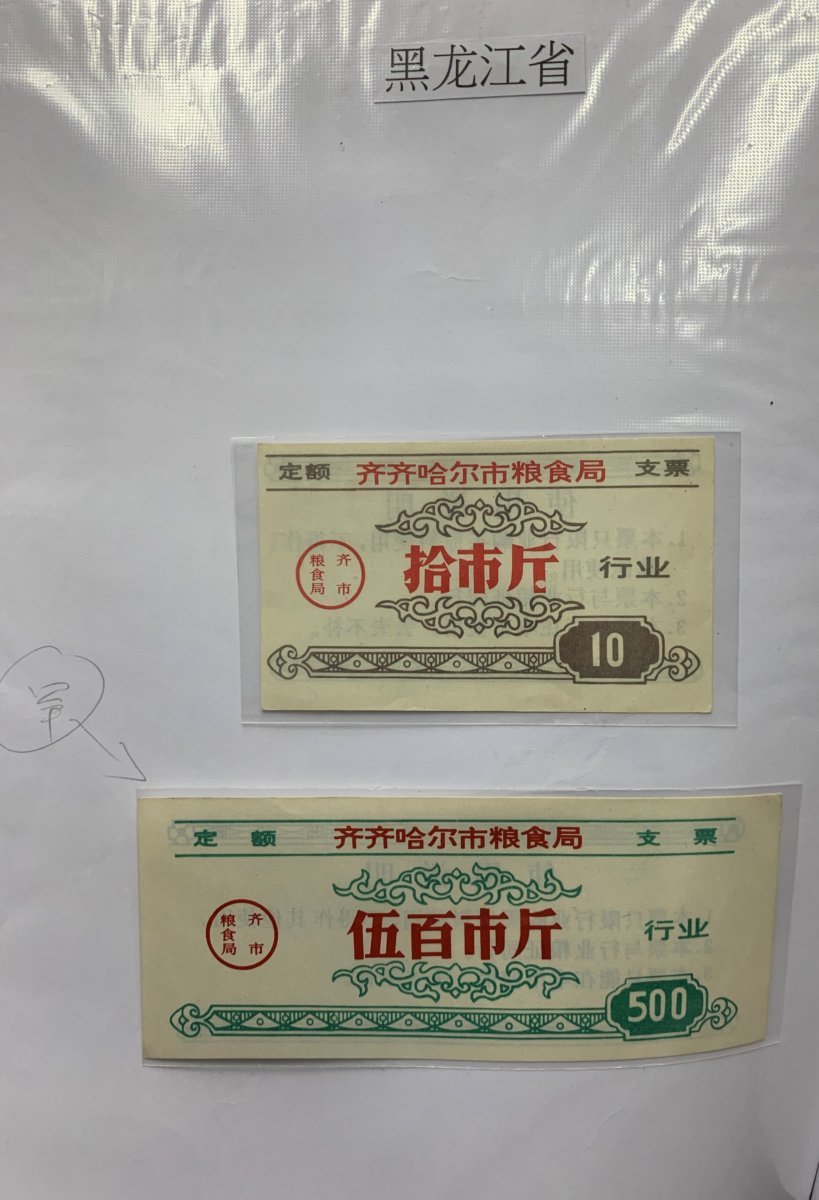 黑龙江省
定额 齐齐哈尔市粮食局 支票
齐市粮食局
拾市斤 行业
10
定额 齐齐哈尔市粮食局 支票
齐市粮食局
伍百市斤 行业
500